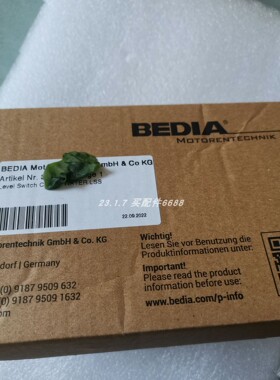 BEDIA®
MOTORENTECHNIK
BEDIA Mot GmbH & Co KG
Artikel Nr.
Level Switch
22.09.2022
23.1.7 买配件6688
orentechnik GmbH & Co. KG
dorf | Germany
(0) 9187 9509 632
(0) 9187 9509 1632
.com
Wichtig!
Lesen Sie vor Benutzung die
Produktinformationen unter:
Important!
Please read the product
information before use:
www.bedia.com/p-info